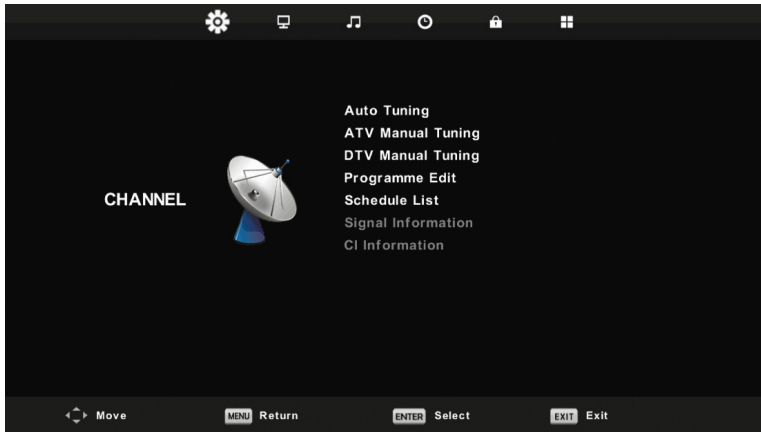 Auto Tuning
ATV Manual Tuning
DTV Manual Tuning
Programme Edit
CHANNEL
Schedule List
Signal Information
CI Information
Move
MENU Return
ENTER Select
EXIT Exit